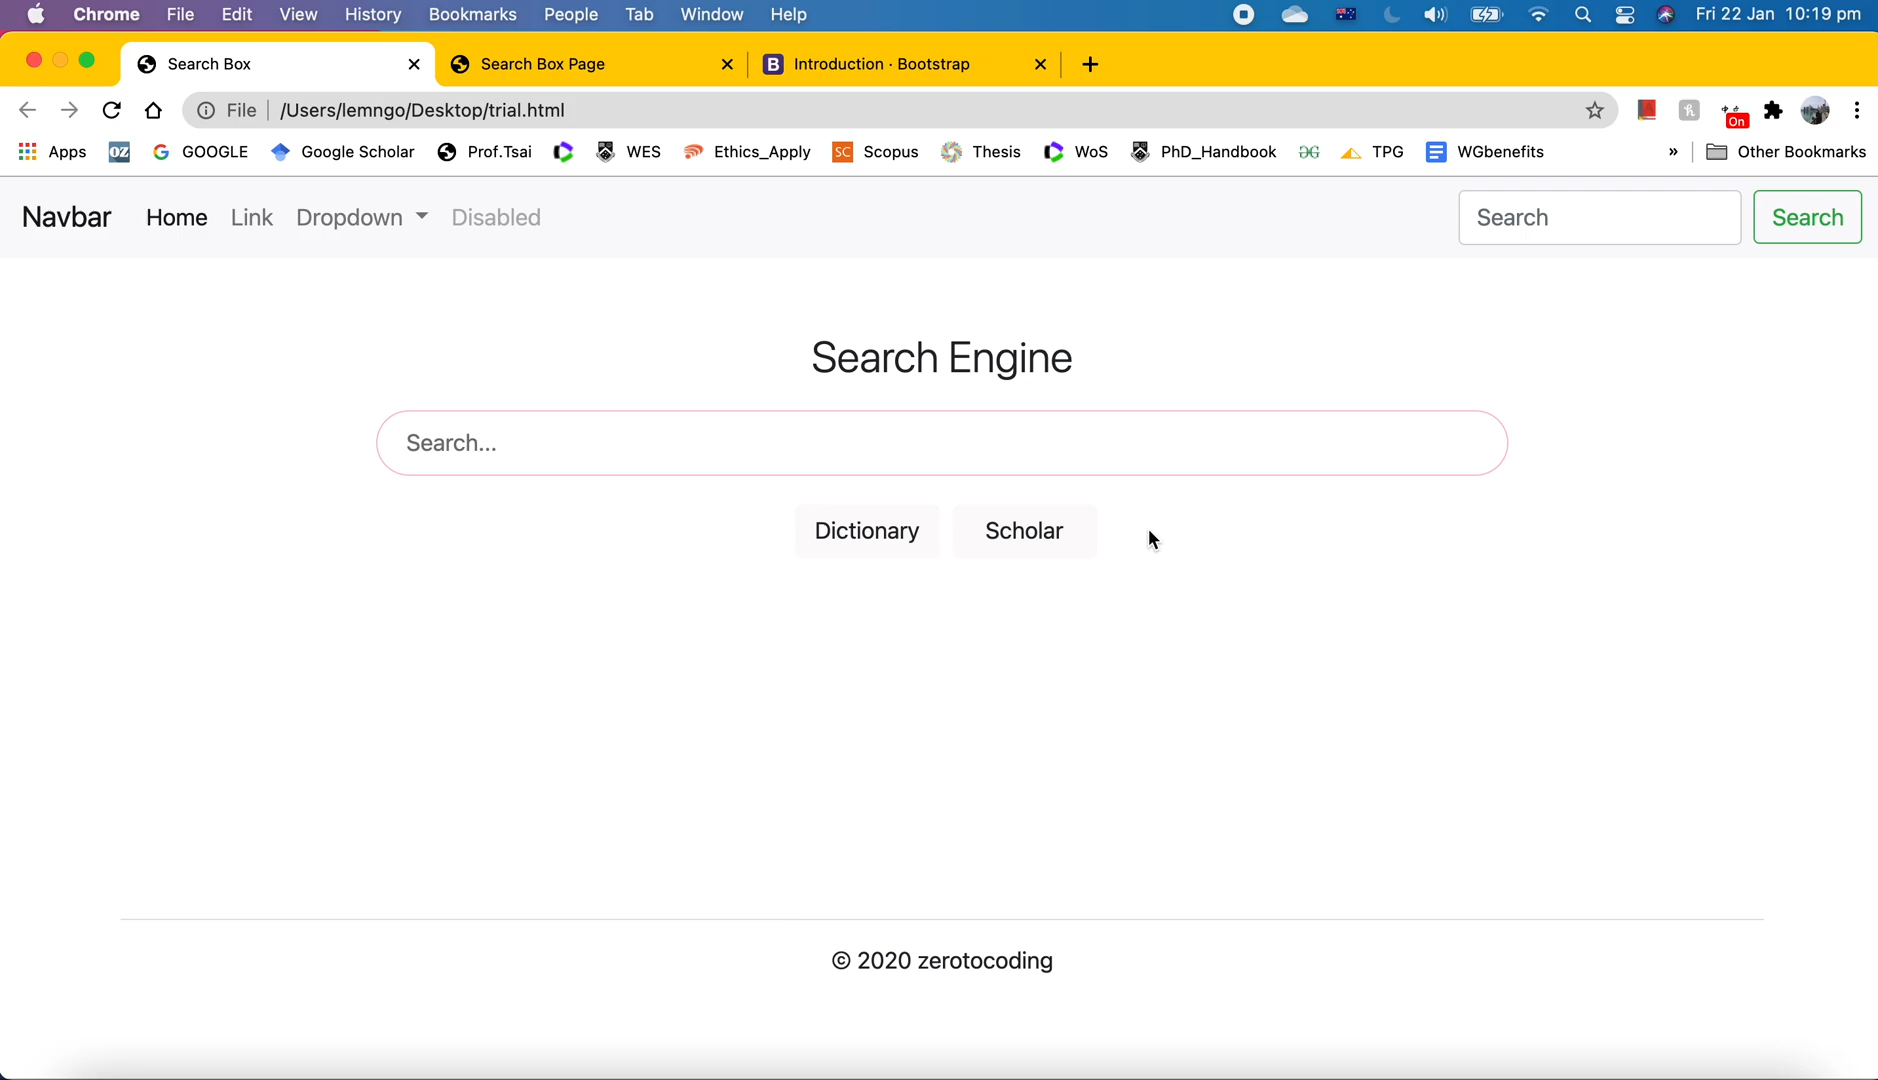 Chrome File Edit View History Bookmarks People Tab Window Help Fri 22 Jan 10:19 pm
Search Box Search Box Page B Introduction · Bootstrap
File /Users/lemngo/Desktop/trial.html On
Apps OZ GOOGLE Google Scholar Prof.Tsai WES Ethics_Apply SC Scopus Thesis WoS PhD_Handbook TPG WGbenefits » Other Bookmarks
Navbar Home Link Dropdown Disabled Search Search
Search Engine
Search...
Dictionary Scholar
© 2020 zerotocoding